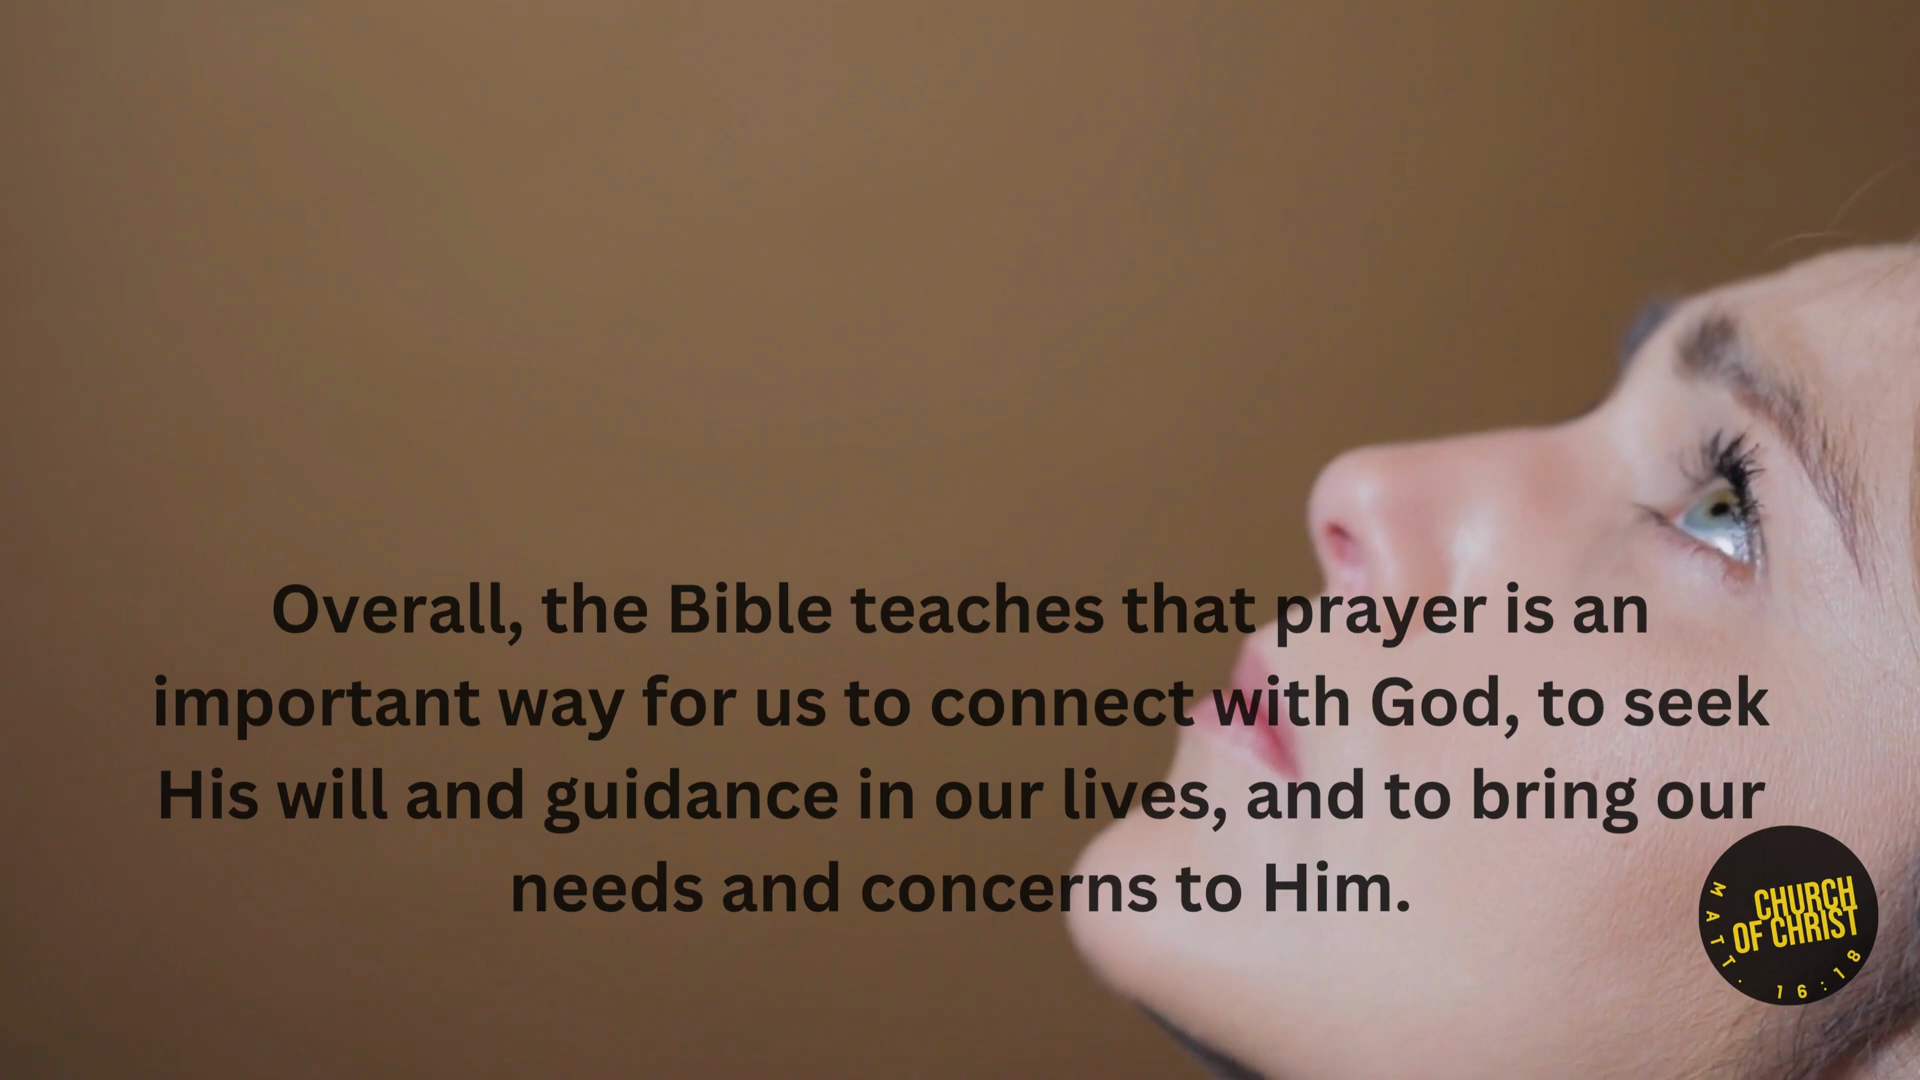 Overall, the Bible teaches that prayer is an
important way for us to connect with God, to seek
His will and guidance in our lives, and to bring our
needs and concerns to Him.
CHURCH
OF CHRIST
MATT. 16:18